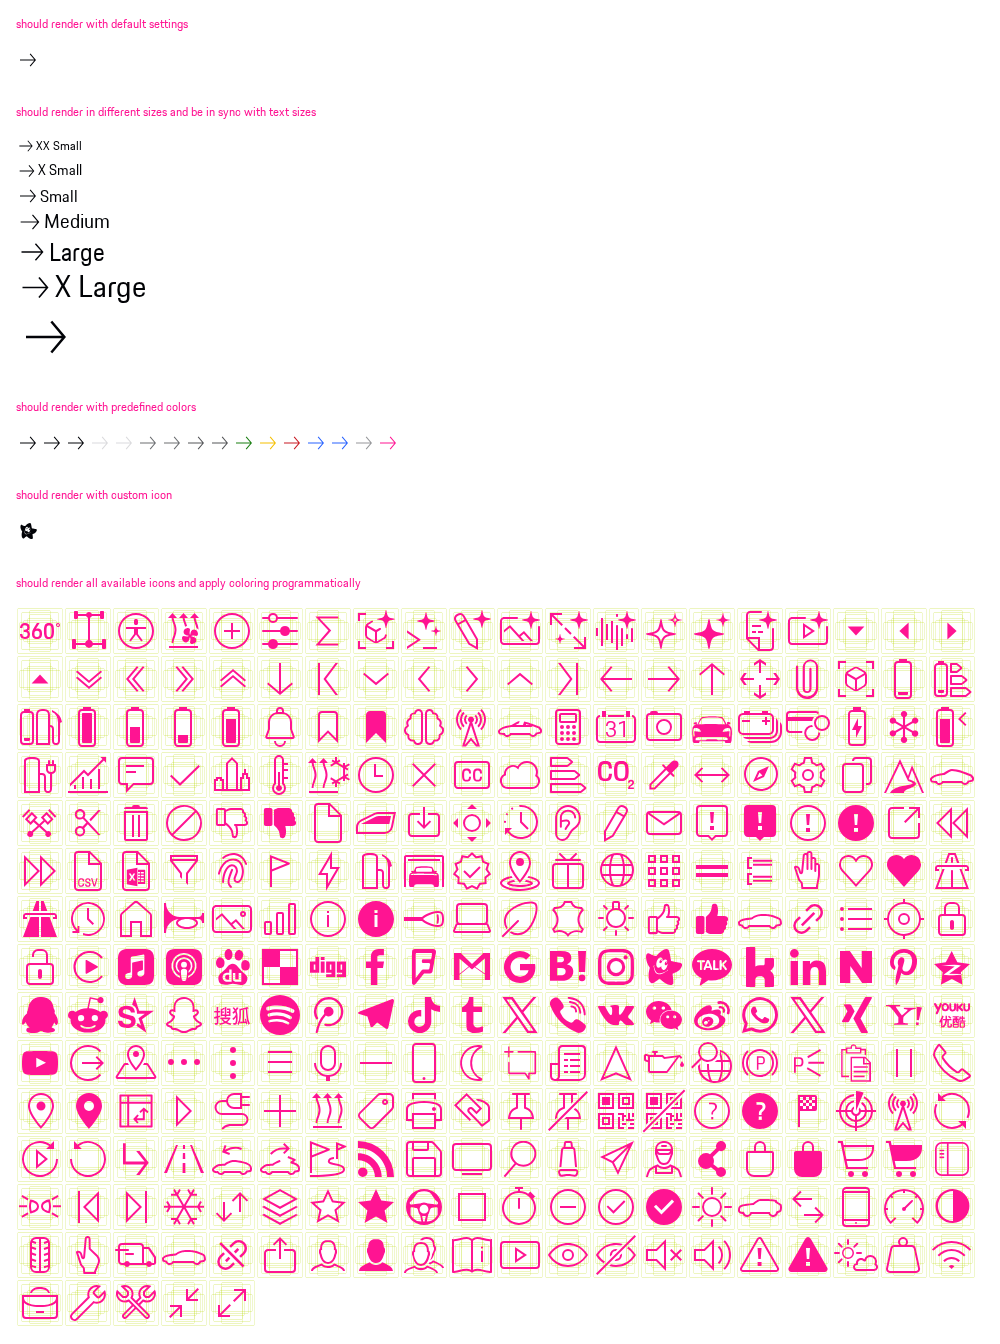 should render with default settings
should render in different sizes and be in sync with text sizes
XX Small
X Small
Small
Medium
Large
X Large
should render with predefined colors
should render with custom icon
should render all available icons and apply coloring programmatically
360°
31
CC
CO2
CSV
X
i
i
du
digg
f
G
B!
TALK
in
N
S
搜狐
t
X
X
Y!
YOUKU
优酷
P
P
?
?
i